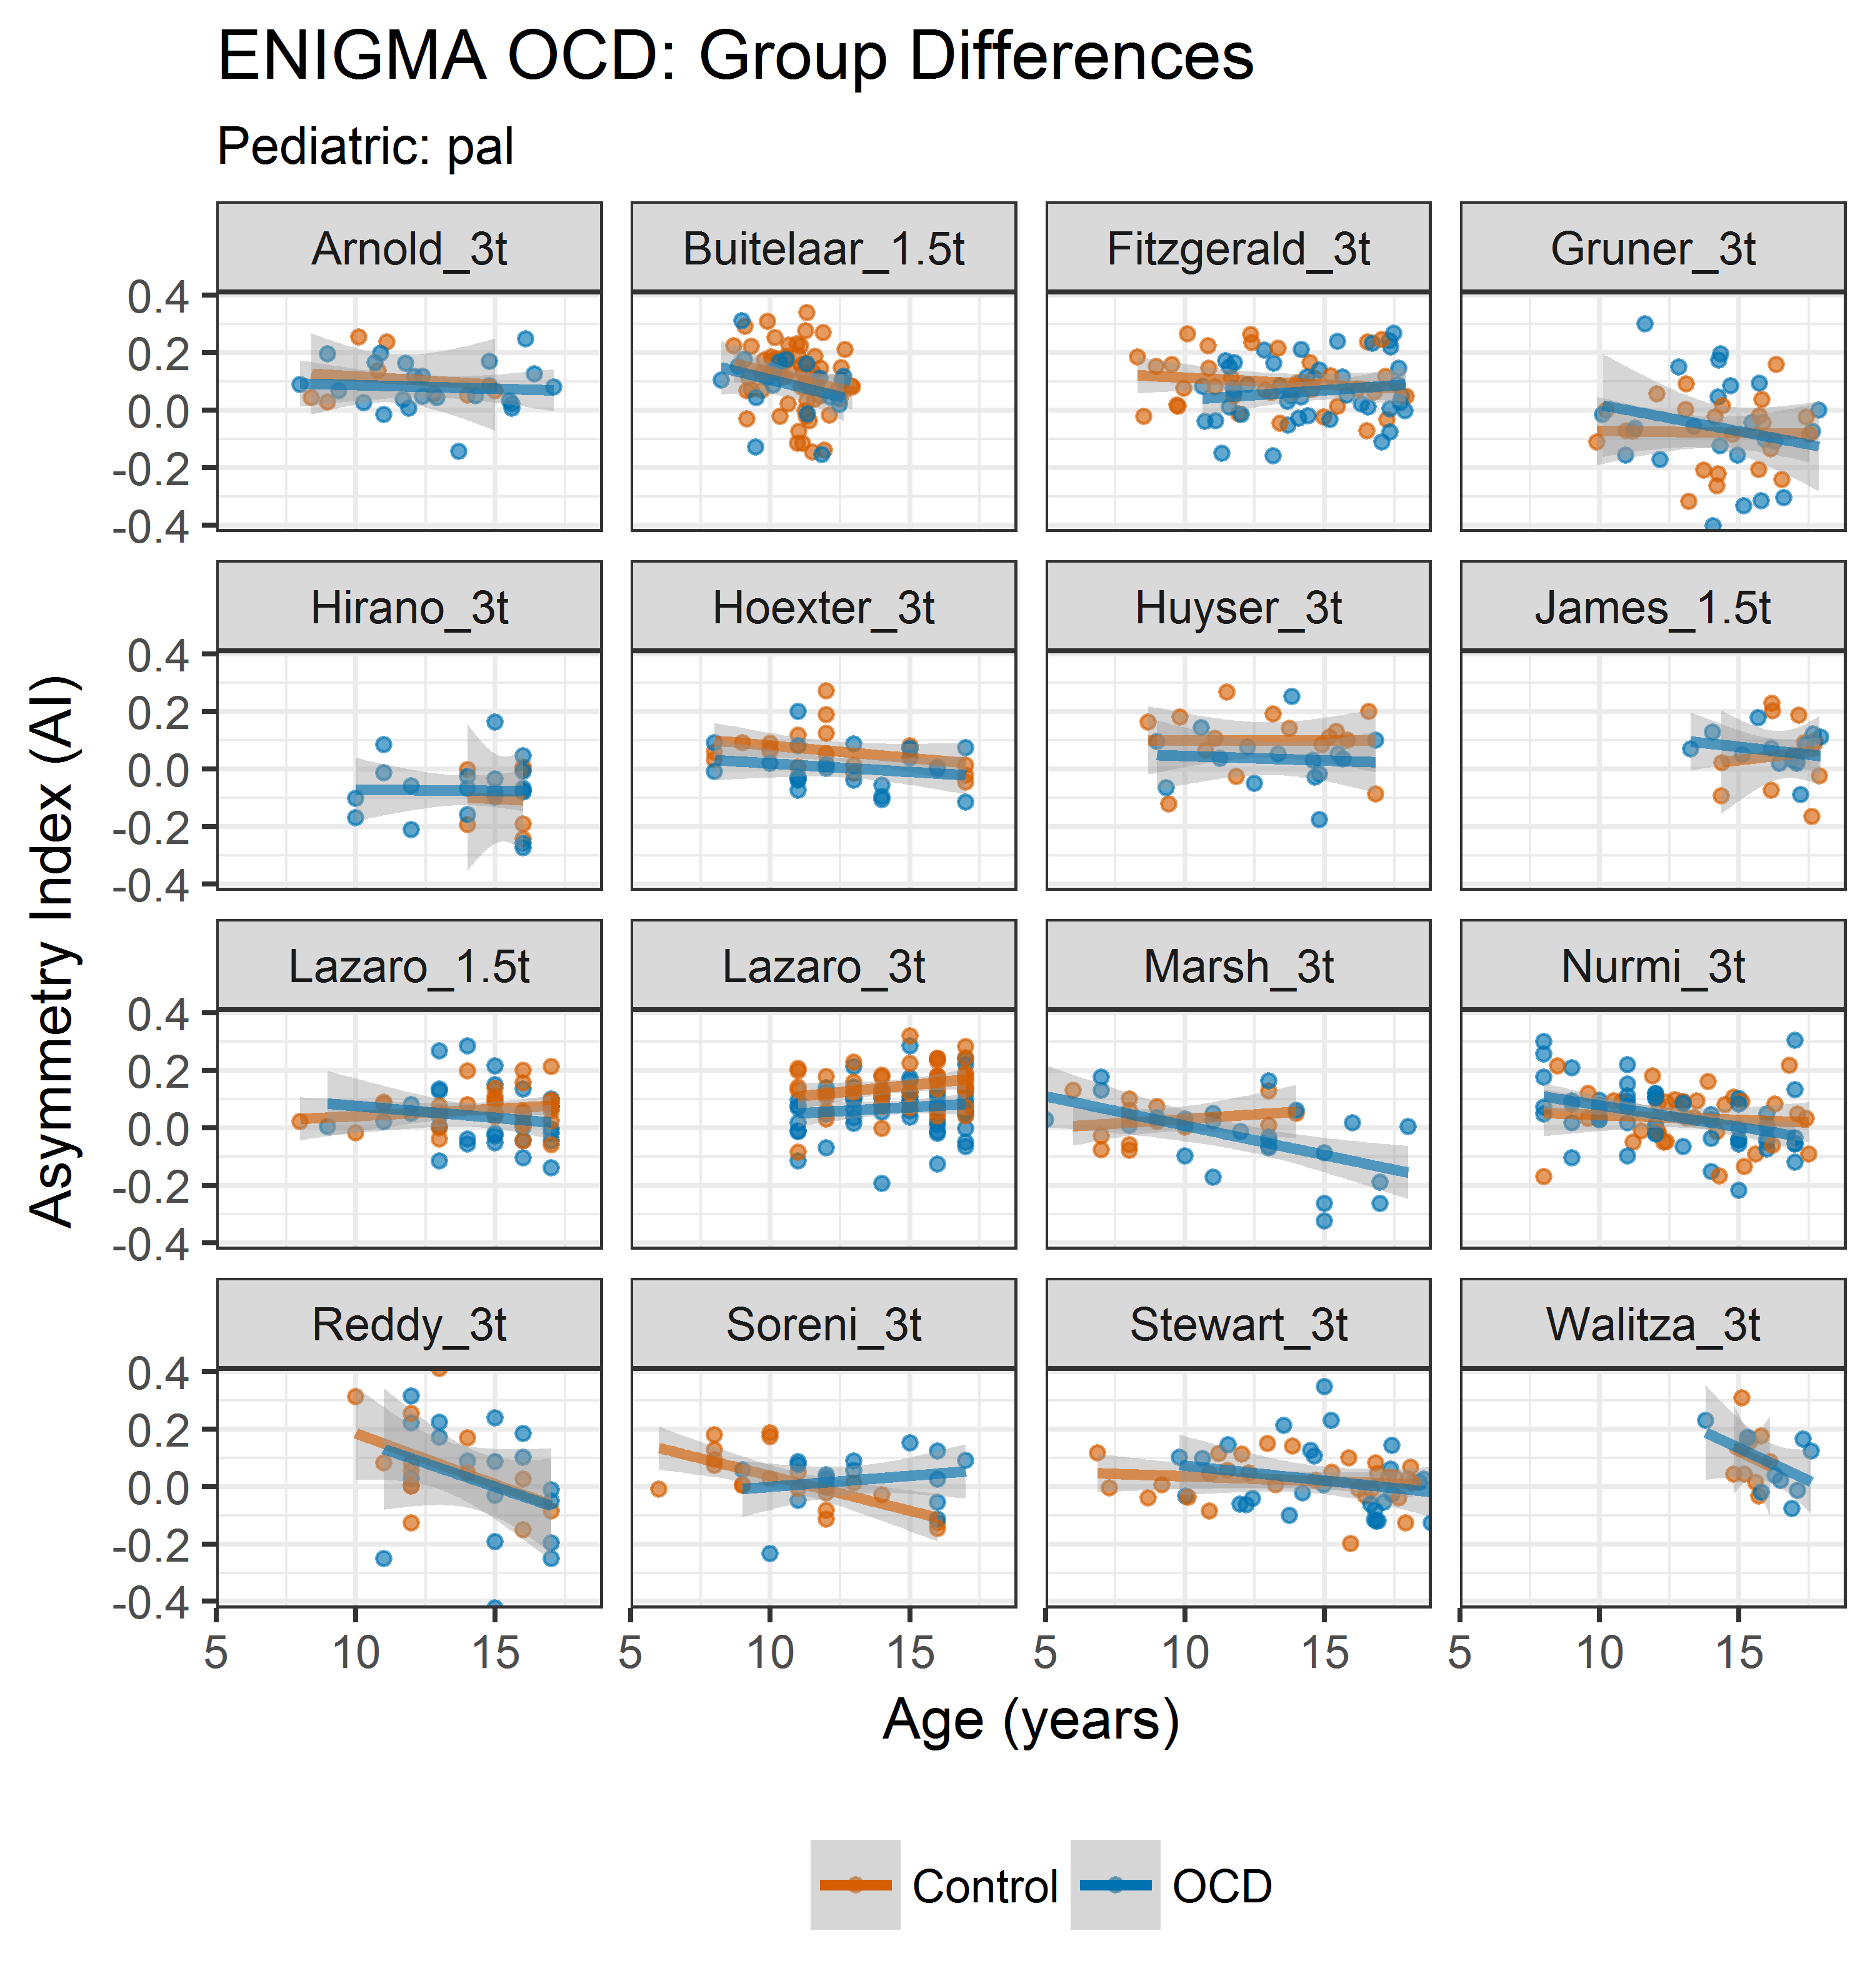 ENIGMA OCD: Group Differences
Pediatric: pal
Arnold_3t Buitelaar_1.5t Fitzgerald_3t Gruner_3t
0.4
0.2
0.0
-0.2
-0.4
Hirano_3t Hoexter_3t Huyser_3t James_1.5t
0.4
0.2
0.0
-0.2
-0.4
Asymmetry Index (AI)
Lazaro_1.5t Lazaro_3t Marsh_3t Nurmi_3t
0.4
0.2
0.0
-0.2
-0.4
Reddy_3t Soreni_3t Stewart_3t Walitza_3t
0.4
0.2
0.0
-0.2
-0.4
5 10 15 5 10 15 5 10 15 5 10 15
Age (years)
Control OCD